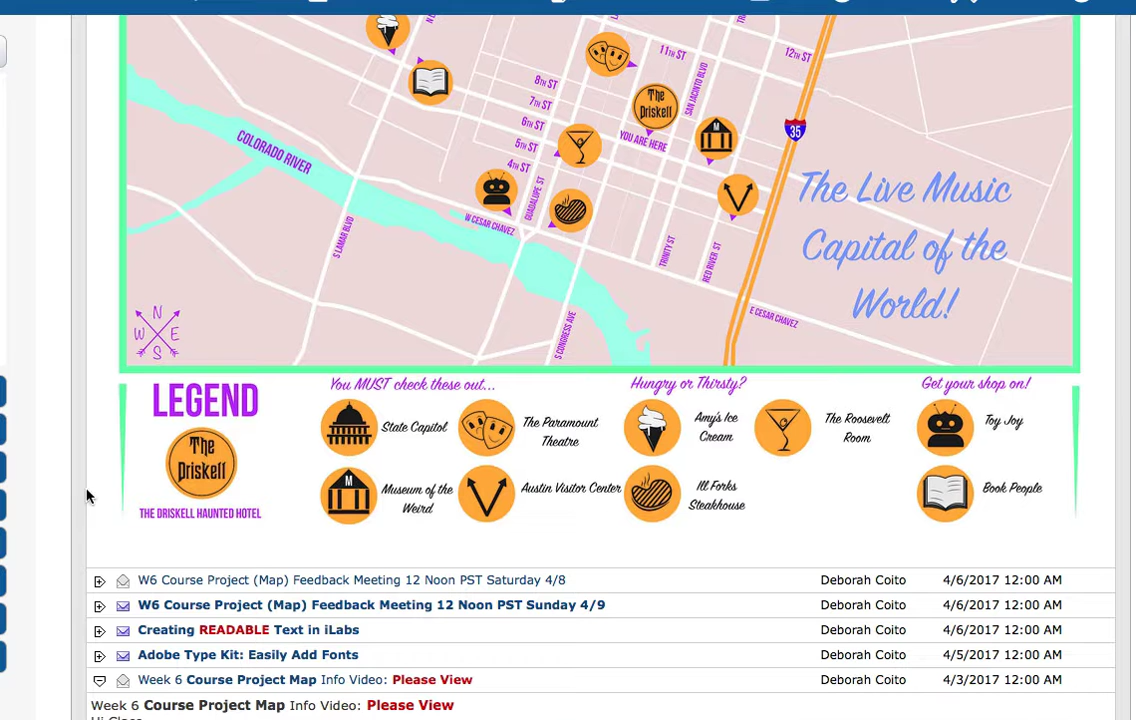 11TH ST
12TH ST
SAN JACINTO BLVD
8TH ST
7TH ST
6TH ST
5TH ST
4TH ST
The
Driskell
YOU ARE HERE
M
35
COLORADO RIVER
GUADALUPE ST
W CESAR CHAVEZ
S LAMAR BLVD
TRINITY ST
RED RIVER ST
S CONGRESS AVE
E CESAR CHAVEZ
The Live Music
Capital of the
World!
N
W E
S
LEGEND
The
Driskell
THE DRISKELL HAUNTED HOTEL
You MUST check these out...
State Capitol
The Paramount
Theatre
M
Museum of the
Weird
Austin Visitor Center
Hungry or Thirsty?
Amy's Ice
Cream
The Roosevelt
Room
III Forks
Steakhouse
Get your shop on!
Toy Joy
Book People
W6 Course Project (Map) Feedback Meeting 12 Noon PST Saturday 4/8 Deborah Coito 4/6/2017 12:00 AM
W6 Course Project (Map) Feedback Meeting 12 Noon PST Sunday 4/9 Deborah Coito 4/6/2017 12:00 AM
Creating READABLE Text in iLabs Deborah Coito 4/6/2017 12:00 AM
Adobe Type Kit: Easily Add Fonts Deborah Coito 4/5/2017 12:00 AM
Week 6 Course Project Map Info Video: Please View Deborah Coito 4/3/2017 12:00 AM
Week 6 Course Project Map Info Video: Please View
Hi Class